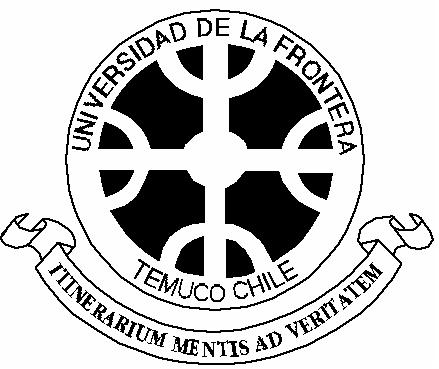 UNIVERSIDAD DE LA FRONTERA
TEMUCO CHILE
ITINERARIUM MENTIS AD VERITATEM